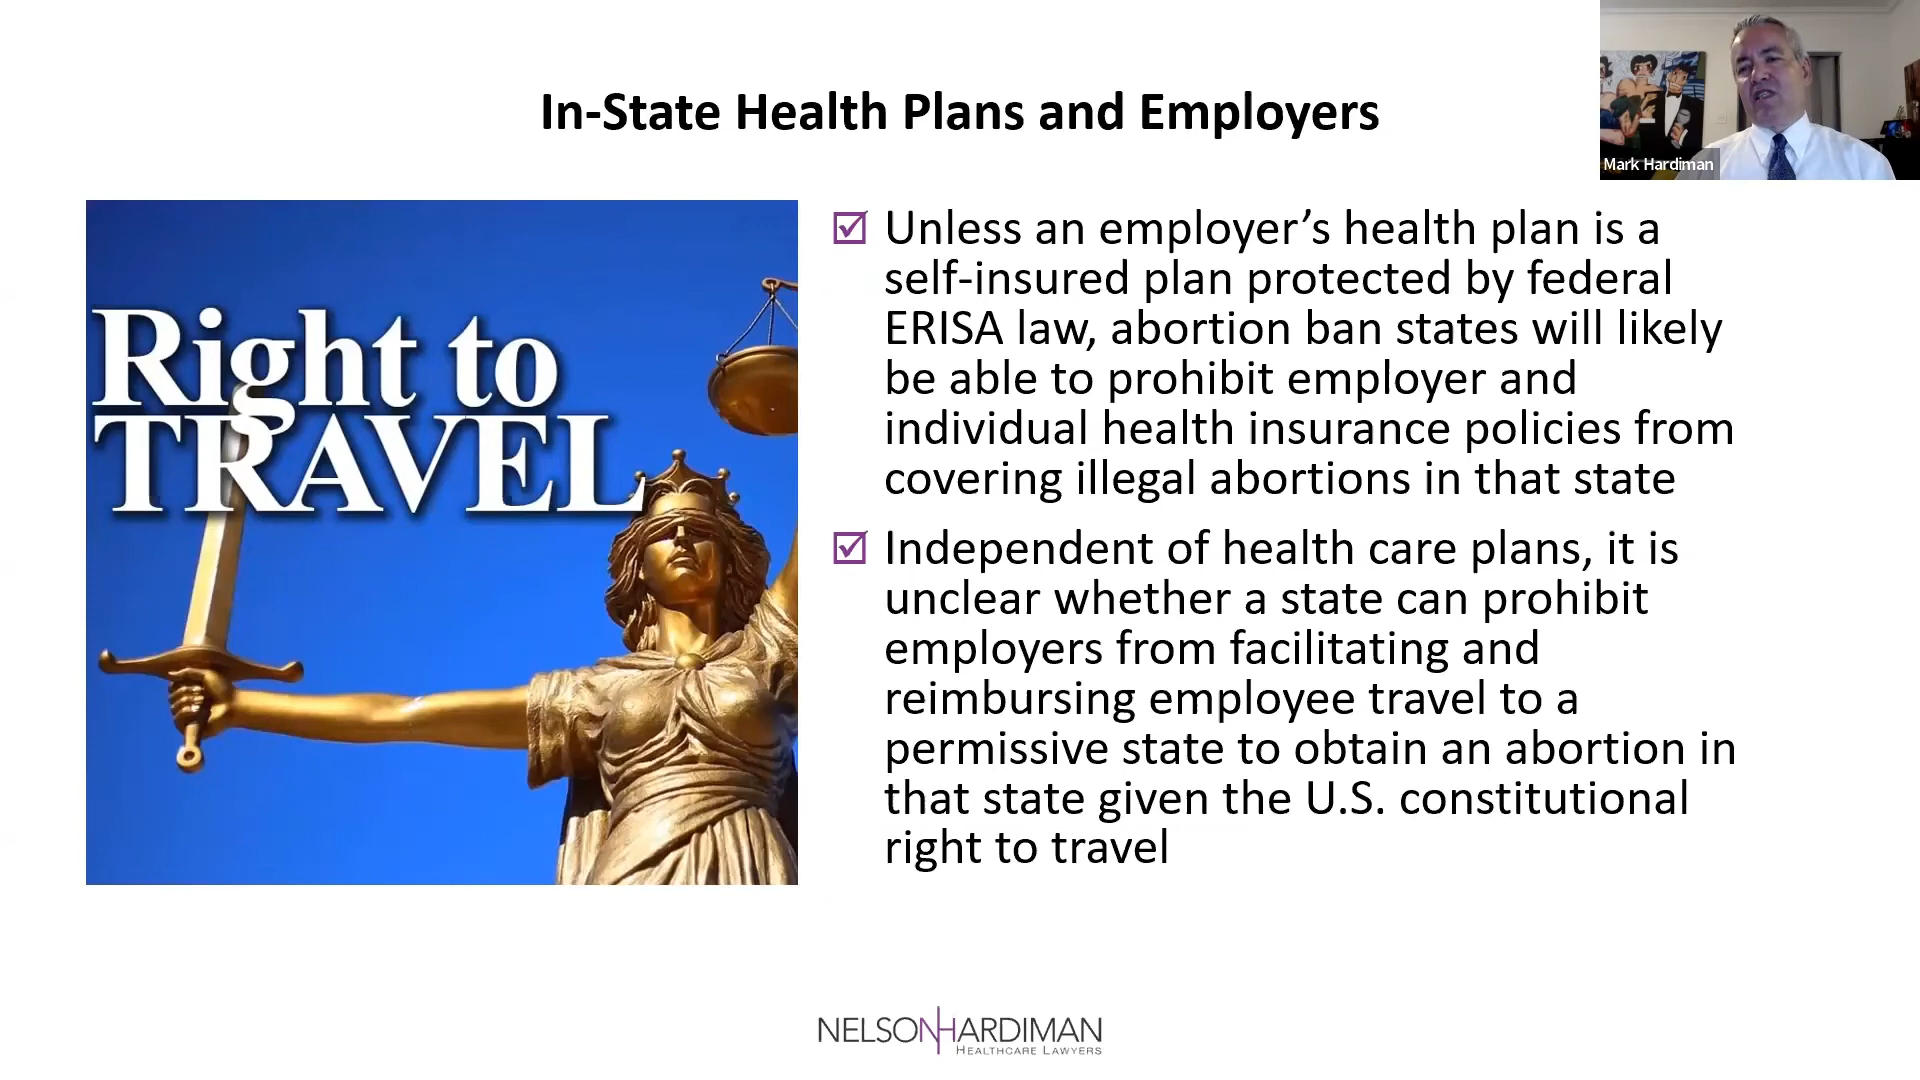 In-State Health Plans and Employers
Mark Hardiman
Right to
TRAVEL
Unless an employer’s health plan is a
self-insured plan protected by federal
ERISA law, abortion ban states will likely
be able to prohibit employer and
individual health insurance policies from
covering illegal abortions in that state
Independent of health care plans, it is
unclear whether a state can prohibit
employers from facilitating and
reimbursing employee travel to a
permissive state to obtain an abortion in
that state given the U.S. constitutional
right to travel
NELSONHARDIMAN
HEALTHCARE LAWYERS